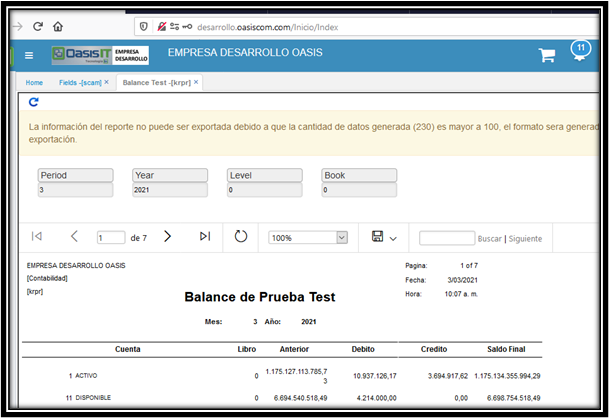 desarrollo.oasiscom.com/Inicio/Index
OasisIT EMPRESA DESARROLLO
EMPRESA DESARROLLO OASIS
11
Home Fields -[scam] × Balance Test -[krpr] ×
La información del reporte no puede ser exportada debido a que la cantidad de datos generada (230) es mayor a 100, el formato sera generad
exportación.
Period Year Level Book
3 2021 0 0
1 de 7 100% Buscar | Siguiente
EMPRESA DESARROLLO OASIS Pagina: 1 of 7
[Contabilidad] Fecha: 3/03/2021
[krpr] Hora: 10:07 a. m.
Balance de Prueba Test
Mes: 3 Año: 2021
Cuenta Libro Anterior Debito Credito Saldo Final
1 ACTIVO 0 1.175.127.113.785,7
3 10.937.126,17 3.694.917,62 1.175.134.355.994,29
11 DISPONIBLE 0 6.694.540.518,49 4.214.000,00 0,00 6.698.754.518,49